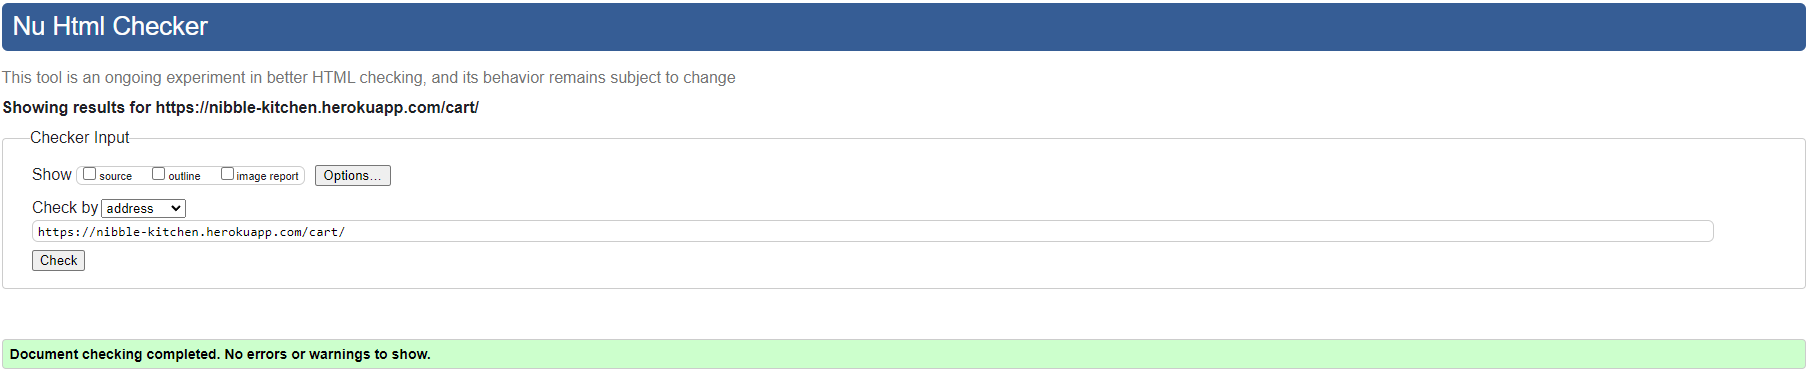 Nu Html Checker
This tool is an ongoing experiment in better HTML checking, and its behavior remains subject to change
Showing results for https://nibble-kitchen.herokuapp.com/cart/
Checker Input
Show source outline image report Options...
Check by address
https://nibble-kitchen.herokuapp.com/cart/
Check
Document checking completed. No errors or warnings to show.